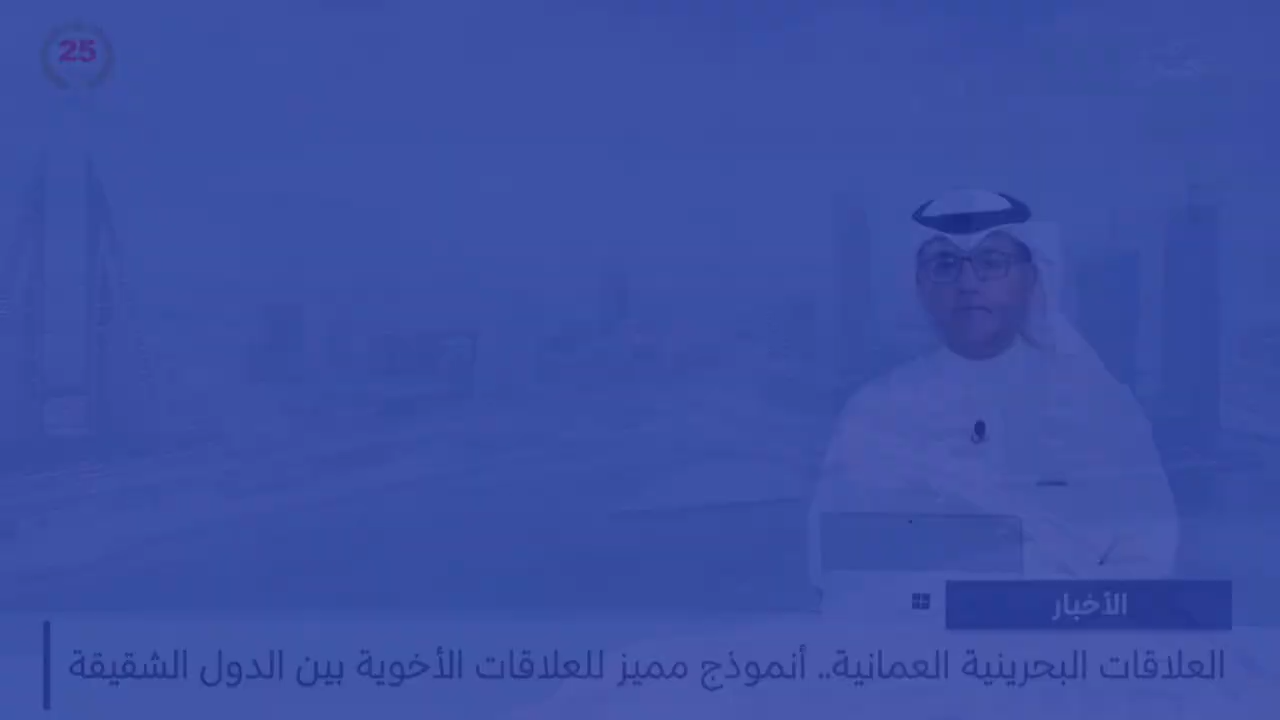 25
الأخبار
العلاقات البحرينية العمانية.. أنموذج مميز للعلاقات الأخوية بين الدول الشقيقة